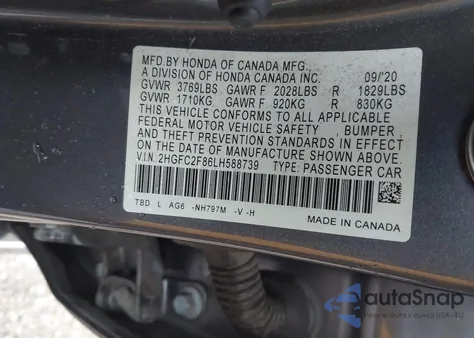 MFD.BY HONDA OF CANADA MFG.,
A DIVISION OF HONDA CANADA INC. 09/'20
GVWR 3769LBS GAWR F 2028LBS R 1829LBS
GVWR 1710KG GAWR F 920KG R 830KG
THIS VEHICLE CONFORMS TO ALL APPLICABLE
FEDERAL MOTOR VEHICLE SAFETY , BUMPER ,
AND THEFT PREVENTION STANDARDS IN EFFECT
ON THE DATE OF MANUFACTURE SHOWN ABOVE.
V.I.N.:2HGFC2F86LH588739 TYPE: PASSENGER CAR
TBD L AG6 -NH797M -V -H
MADE IN CANADA
autoSnap